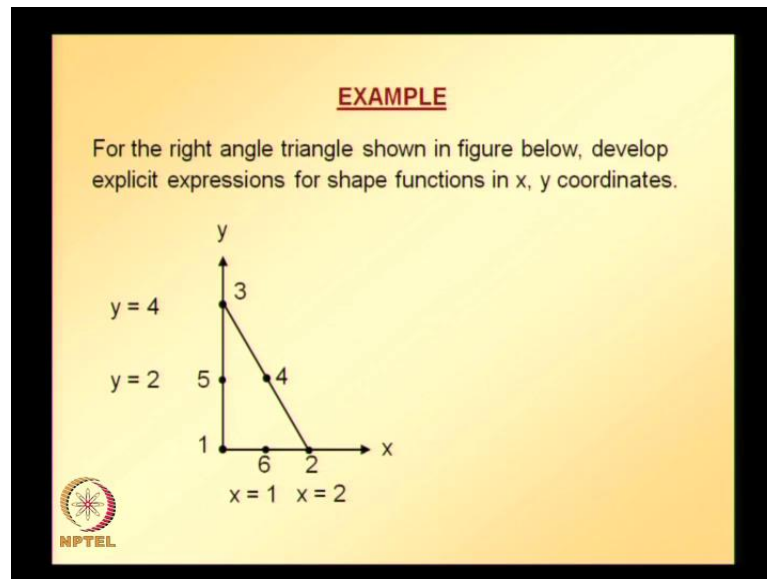 EXAMPLE
For the right angle triangle shown in figure below, develop
explicit expressions for shape functions in x, y coordinates.
y
3
y = 4
y = 2 5 4
1 x
6 2
x = 1 x = 2
NPTEL